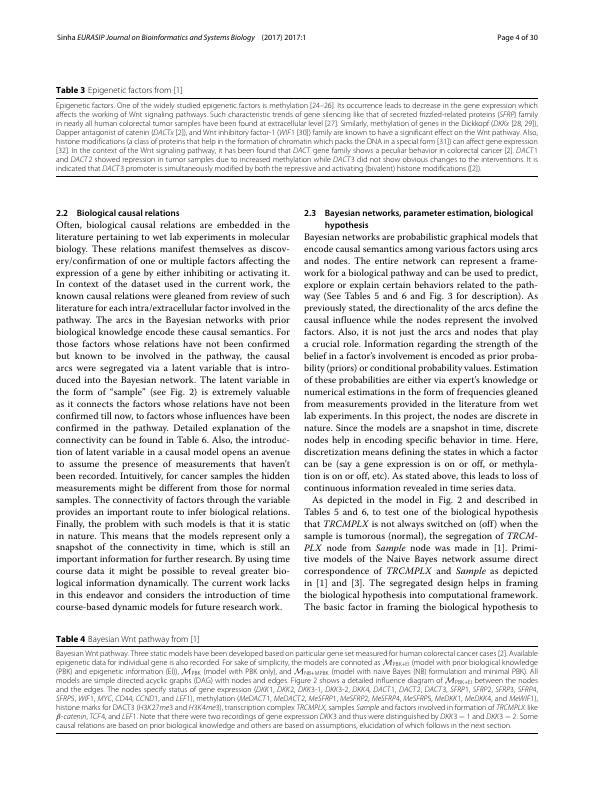 Sinha EURASIP Journal on Bioinformatics and Systems Biology (2017) 2017:1
Page 4 of 30
Table 3 Epigenetic factors from [1]
Epigenetic factors. One of the widely studied epigenetic factors is methylation [24–26]. Its occurrence leads to decrease in the gene expression which
affects the working of Wnt signaling pathways. Such characteristic trends of gene silencing like that of secreted frizzled-related proteins (SFRP) family
in nearly all human colorectal tumor samples have been found at extracellular level [27]. Similarly, methylation of genes in the Dickkopf (DKKx [28, 29]),
Dapper antagonist of catenin (DACTx [2]), and Wnt inhibitory factor-1 (WIF1 [30]) family are known to have a significant effect on the Wnt pathway. Also,
histone modifications (a class of proteins that help in the formation of chromatin which packs the DNA in a special form [31]) can affect gene expression
[32]. In the context of the Wnt signaling pathway, it has been found that DACT gene family shows a peculiar behavior in colorectal cancer [2]. DACT1
and DACT2 showed repression in tumor samples due to increased methylation while DACT3 did not show obvious changes to the interventions. It is
indicated that DACT3 promoter is simultaneously modified by both the repressive and activating (bivalent) histone modifications ([2]).
2.2 Biological causal relations
Often, biological causal relations are embedded in the
literature pertaining to wet lab experiments in molecular
biology. These relations manifest themselves as discov-
ery/confirmation of one or multiple factors affecting the
expression of a gene by either inhibiting or activating it.
In context of the dataset used in the current work, the
known causal relations were gleaned from review of such
literature for each intra/extracellular factor involved in the
pathway. The arcs in the Bayesian networks with prior
biological knowledge encode these causal semantics. For
those factors whose relations have not been confirmed
but known to be involved in the pathway, the causal
arcs were segregated via a latent variable that is intro-
duced into the Bayesian network. The latent variable in
the form of “sample” (see Fig. 2) is extremely valuable
as it connects the factors whose relations have not been
confirmed till now, to factors whose influences have been
confirmed in the pathway. Detailed explanation of the
connectivity can be found in Table 6. Also, the introduc-
tion of latent variable in a causal model opens an avenue
to assume the presence of measurements that haven’t
been recorded. Intuitively, for cancer samples the hidden
measurements might be different from those for normal
samples. The connectivity of factors through the variable
provides an important route to infer biological relations.
Finally, the problem with such models is that it is static
in nature. This means that the models represent only a
snapshot of the connectivity in time, which is still an
important information for further research. By using time
course data it might be possible to reveal greater bio-
logical information dynamically. The current work lacks
in this endeavor and considers the introduction of time
course-based dynamic models for future research work.
2.3 Bayesian networks, parameter estimation, biological
hypothesis
Bayesian networks are probabilistic graphical models that
encode causal semantics among various factors using arcs
and nodes. The entire network can represent a frame-
work for a biological pathway and can be used to predict,
explore or explain certain behaviors related to the path-
way (See Tables 5 and 6 and Fig. 3 for description). As
previously stated, the directionality of the arcs define the
causal influence while the nodes represent the involved
factors. Also, it is not just the arcs and nodes that play
a crucial role. Information regarding the strength of the
belief in a factor’s involvement is encoded as prior proba-
bility (priors) or conditional probability values. Estimation
of these probabilities are either via expert’s knowledge or
numerical estimations in the form of frequencies gleaned
from measurements provided in the literature from wet
lab experiments. In this project, the nodes are discrete in
nature. Since the models are a snapshot in time, discrete
nodes help in encoding specific behavior in time. Here,
discretization means defining the states in which a factor
can be (say a gene expression is on or off, or methyla-
tion is on or off, etc). As stated above, this leads to loss of
continuous information revealed in time series data.
As depicted in the model in Fig. 2 and described in
Tables 5 and 6, to test one of the biological hypothesis
that TRCMPLX is not always switched on (off) when the
sample is tumorous (normal), the segregation of TRCM-
PLX node from Sample node was made in [1]. Primi-
tive models of the Naive Bayes network assume direct
correspondence of TRCMPLX and Sample as depicted
in [1] and [3]. The segregated design helps in framing
the biological hypothesis into computational framework.
The basic factor in framing the biological hypothesis to
Table 4 Bayesian Wnt pathway from [1]
Bayesian Wnt pathway. Three static models have been developed based on particular gene set measured for human colorectal cancer cases [2]. Available
epigenetic data for individual gene is also recorded. For sake of simplicity, the models are connoted as M_PBK+EI (model with prior biological knowledge
(PBK) and epigenetic information (EI)), M_PBK (model with PBK only), and M_NB+MPBK (model with naive Bayes (NB) formulation and minimal PBK). All
models are simple directed acyclic graphs (DAG) with nodes and edges. Figure 2 shows a detailed influence diagram of M_PBK+EI between the nodes
and the edges. The nodes specify status of gene expression (DKK1, DKK2, DKK3-1, DKK3-2, DKK4, DACT1, DACT2, DACT3, SFRP1, SFRP2, SFRP3, SFRP4,
SFRP5, WIF1, MYC, CD44, CCND1, and LEF1), methylation (MeDACT1, MeDACT2, MeSFRP1, MeSFRP2, MeSFRP4, MeSFRP5, MeDKK1, MeDKK4, and MeWIF1),
histone marks for DACT3 (H3K27me3 and H3K4me3), transcription complex TRCMPLX, samples Sample and factors involved in formation of TRCMPLX like
β-catenin, TCF4, and LEF1. Note that there were two recordings of gene expression DKK3 and thus were distinguished by DKK3 − 1 and DKK3 − 2. Some
causal relations are based on prior biological knowledge and others are based on assumptions, elucidation of which follows in the next section.